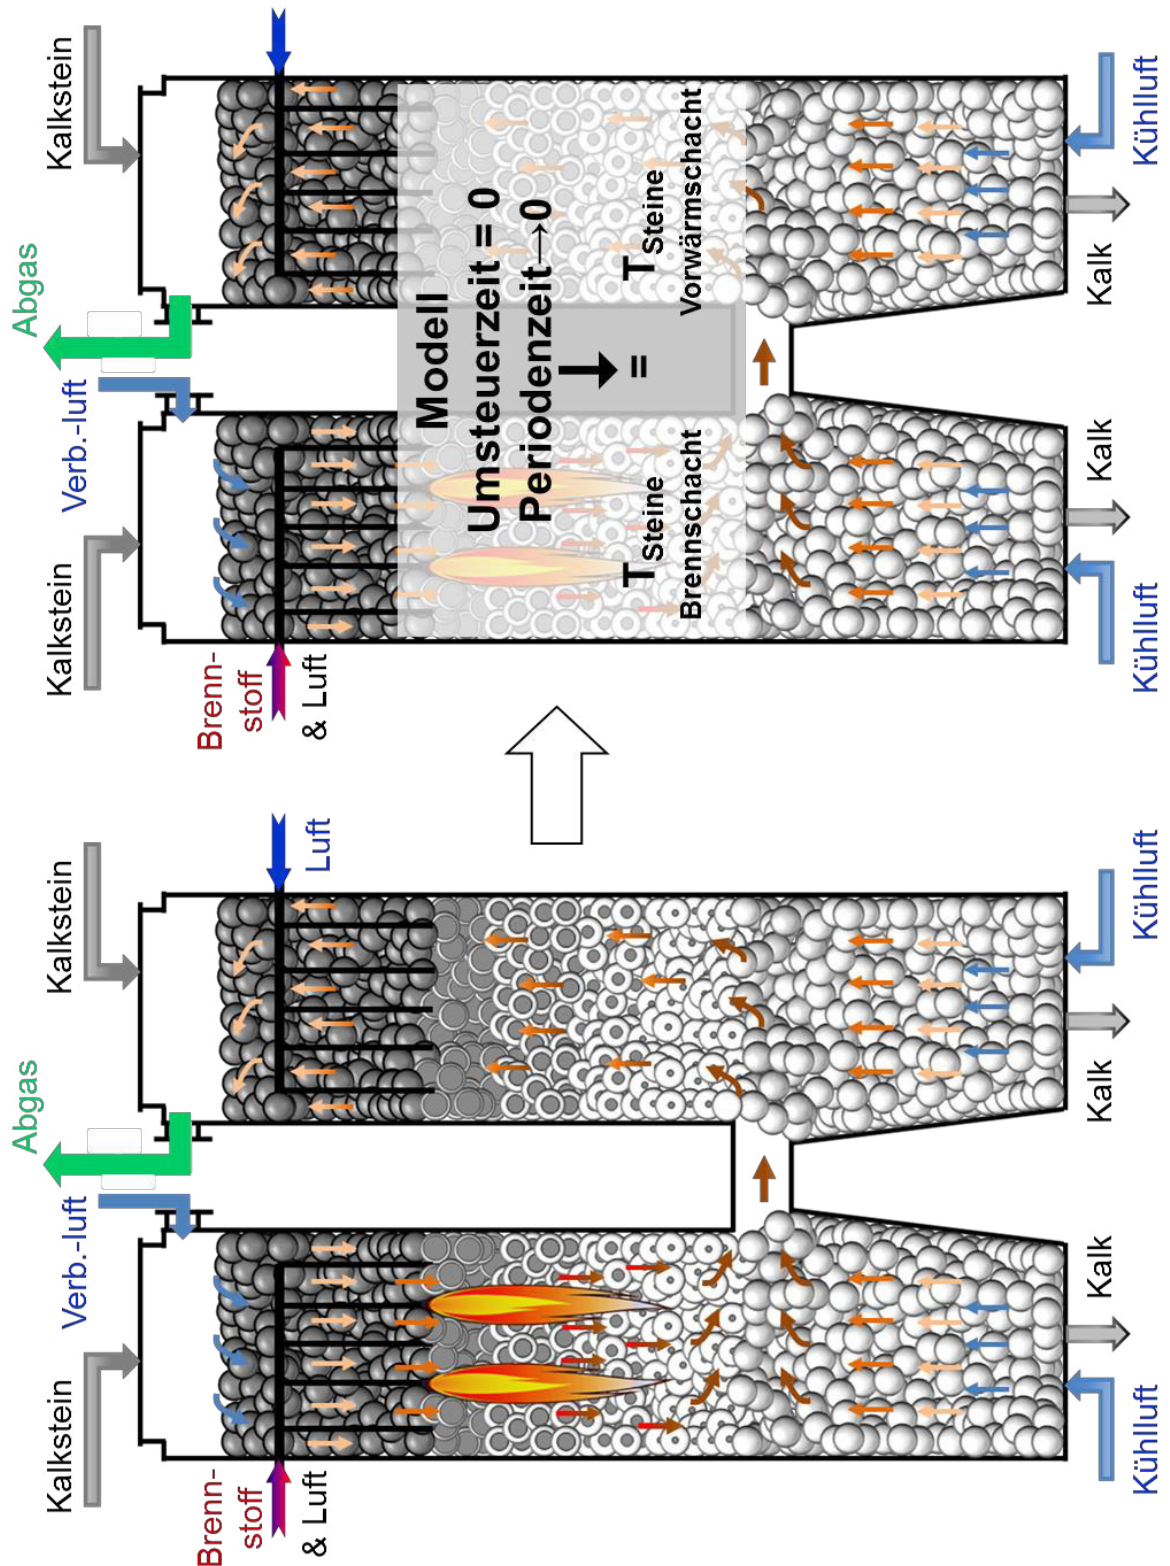 Abgas
Kalkstein
Verb.-luft
Kalkstein
Brenn-
stoff
& Luft
Luft
Kalk
Kalk
Kühlluft
Kühlluft
Abgas
Kalkstein
Verb.-luft
Kalkstein
Brenn-
stoff
& Luft
Modell
Umsteuerzeit = 0
Periodenzeit→0
T Steine = T Steine
Brennschacht Vorwärmschacht
Kalk
Kalk
Kühlluft
Kühlluft